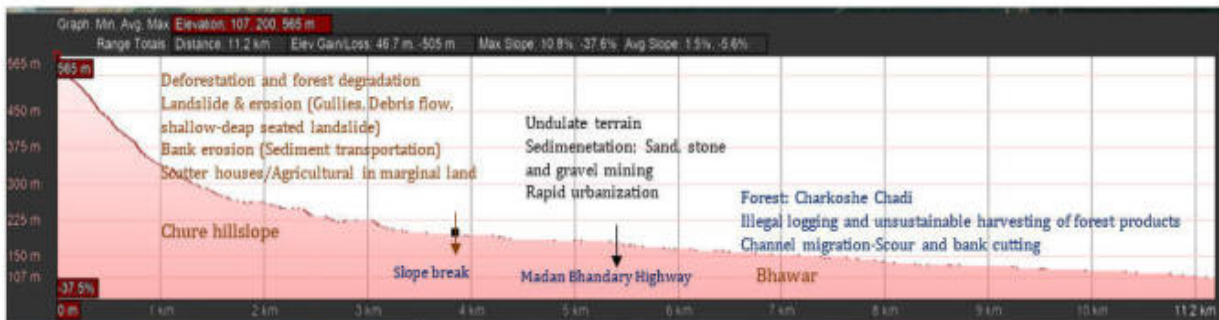 Graph: Min, Avg, Max Elevation: 107, 200, 565 m
Range Totals Distance: 11.2 km Elev Gain/Loss: 46.7 m, -505 m Max Slope: 10.8%, -37.6% Avg Slope: 1.5%, -5.6%
565 m
565 m
450 m
375 m
300 m
225 m
150 m
107 m
Deforestation and forest degradation
Landslide & erosion (Gullies, Debris flow,
shallow-deap seated landslide)
Bank erosion (Sediment transportation)
Scatter houses/Agricultural in marginal land
Chure hillslope
Undulate terrain
Sedimenetation: Sand, stone
and gravel mining
Rapid urbanization
Forest: Charkoshe Chadi
Illegal logging and unsustainable harvesting of forest products
Channel migration-Scour and bank cutting
Slope break
Madan Bhandary Highway
Bhawar
-37.5%
0 m 1 km 2 km 3 km 4 km 5 km 6 km 7 km 8 km 9 km 10 km 11.2 km